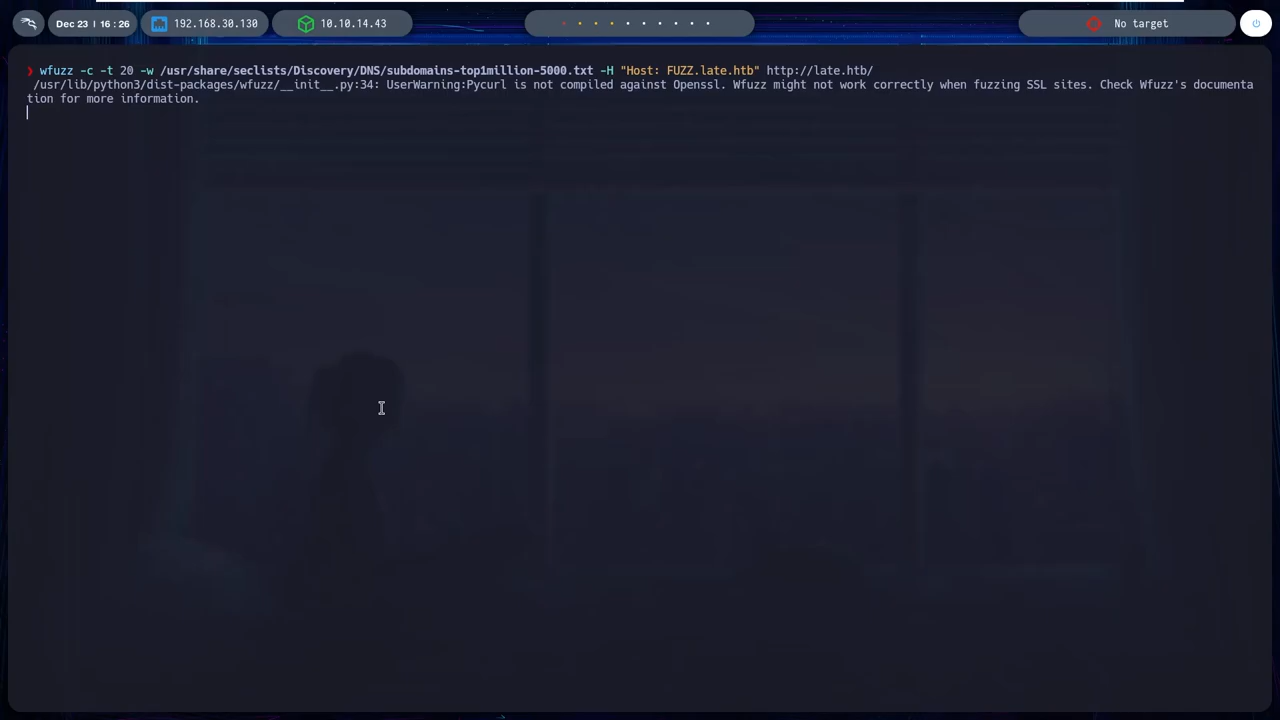 Dec 23 | 16:26 192.168.30.130 10.10.14.43 No target
❯ wfuzz -c -t 20 -w /usr/share/seclists/Discovery/DNS/subdomains-top1million-5000.txt -H "Host: FUZZ.late.htb" http://late.htb/
/usr/lib/python3/dist-packages/wfuzz/__init__.py:34: UserWarning:Pycurl is not compiled against Openssl. Wfuzz might not work correctly when fuzzing SSL sites. Check Wfuzz's documenta
tion for more information.